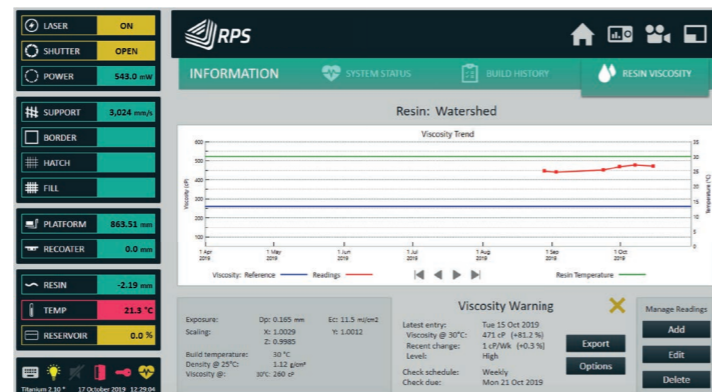 LASER ON
SHUTTER OPEN
POWER 543.0 mW
SUPPORT 3,024 mm/s
BORDER
HATCH
FILL
PLATFORM 863.51 mm
RECOATER 0.0 mm
RESIN -2.19 mm
TEMP 21.3 °C
RESERVOIR 0.0 %
Titanium 2.10 * 17 October 2019 12:29:04
RPS
INFORMATION SYSTEM STATUS BUILD HISTORY RESIN VISCOSITY
Resin: Watershed
Viscosity Trend
Viscosity (cP)
600
500
400
300
200
100
Temperature (°C)
35
30
25
20
15
10
5
0
1 Apr 2019 1 May 2019 1 Jun 2019 1 Jul 2019 1 Aug 2019 1 Sep 2019 1 Oct 2019
Viscosity: Reference Readings Resin Temperature
Exposure: Dp: 0.165 mm Ec: 11.5 mJ/cm2
Scaling: X: 1.0029 Y: 1.0012
Z: 0.9985
Build temperature: 30 °C
Density @ 25°C: 1.12 g/cm³
Viscosity @: 30°C: 260 cP
Viscosity Warning
Latest entry: Tue 15 Oct 2019
Viscosity @ 30°C: 471 cP (+81.2 %)
Recent change: 1 cP/Wk (+0.3 %)
Level: High
Check schedule: Weekly
Check due: Mon 21 Oct 2019
Export
Options
Manage Readings
Add
Edit
Delete